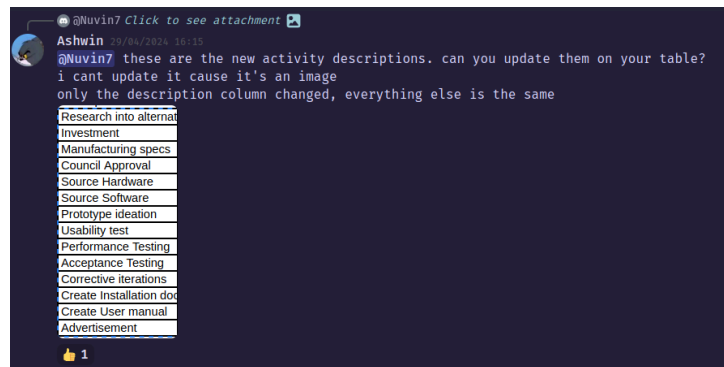 @Nuvin7 Click to see attachment
Ashwin 29/04/2024 16:15
@Nuvin7 these are the new activity descriptions. can you update them on your table?
i cant update it cause it's an image
only the description column changed, everything else is the same
Research into alternat
Investment
Manufacturing specs
Council Approval
Source Hardware
Source Software
Prototype ideation
Usability test
Performance Testing
Acceptance Testing
Corrective iterations
Create Installation doc
Create User manual
Advertisement
👍 1